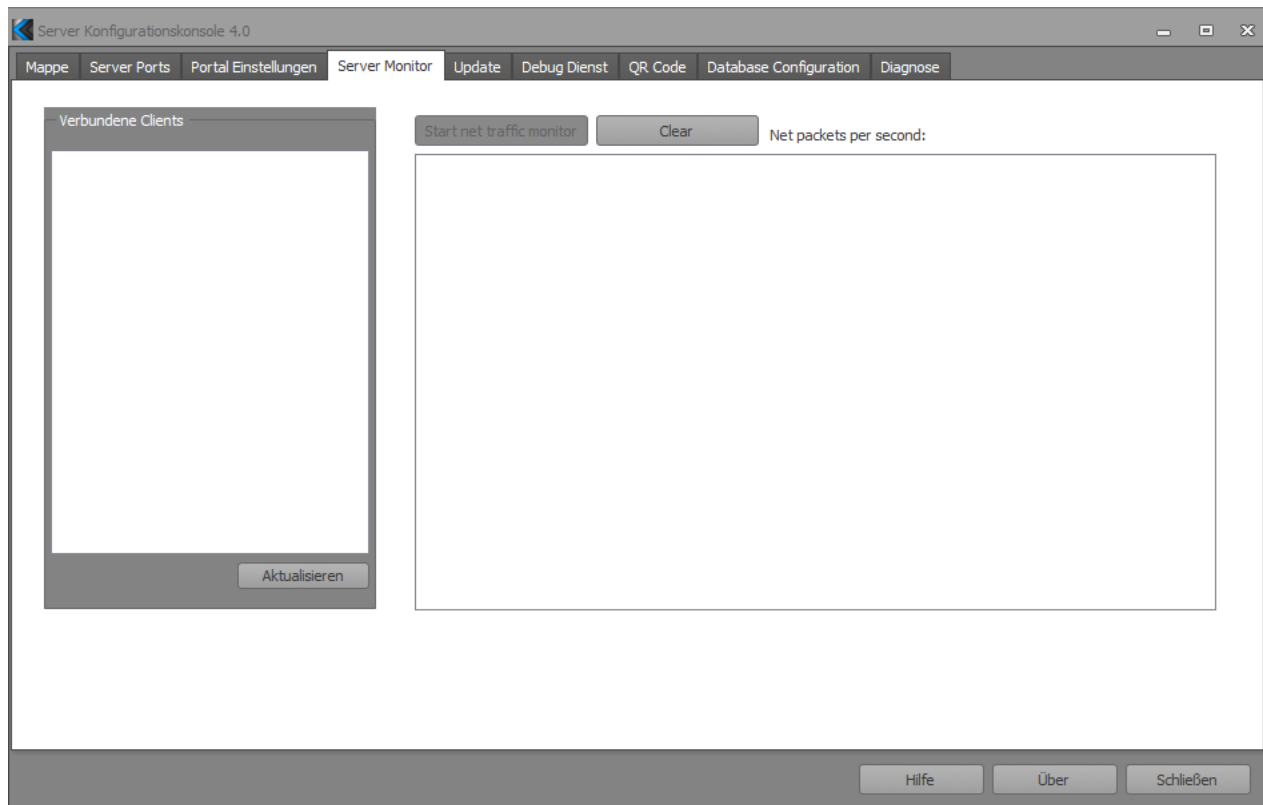 Server Konfigurationskonsole 4.0
Mappe Server Ports Portal Einstellungen Server Monitor Update Debug Dienst QR Code Database Configuration Diagnose
Verbundene Clients
Start net traffic monitor Clear Net packets per second:
Aktualisieren
Hilfe Über Schließen